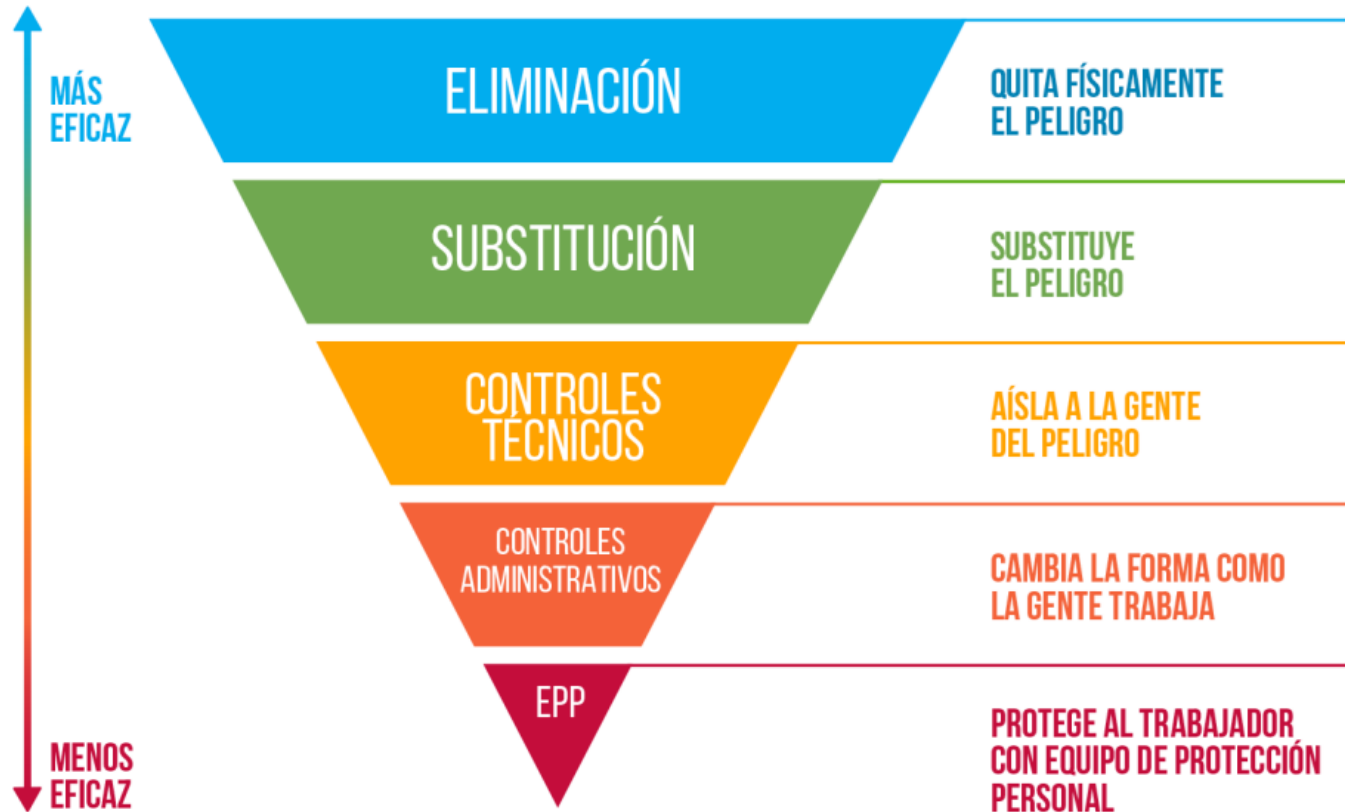 MÁS
EFICAZ
ELIMINACIÓN
QUITA FÍSICAMENTE
EL PELIGRO
SUBSTITUCIÓN
SUBSTITUYE
EL PELIGRO
CONTROLES
TÉCNICOS
AÍSLA A LA GENTE
DEL PELIGRO
CONTROLES
ADMINISTRATIVOS
CAMBIA LA FORMA COMO
LA GENTE TRABAJA
EPP
PROTEGE AL TRABAJADOR
CON EQUIPO DE PROTECCIÓN
PERSONAL
MENOS
EFICAZ